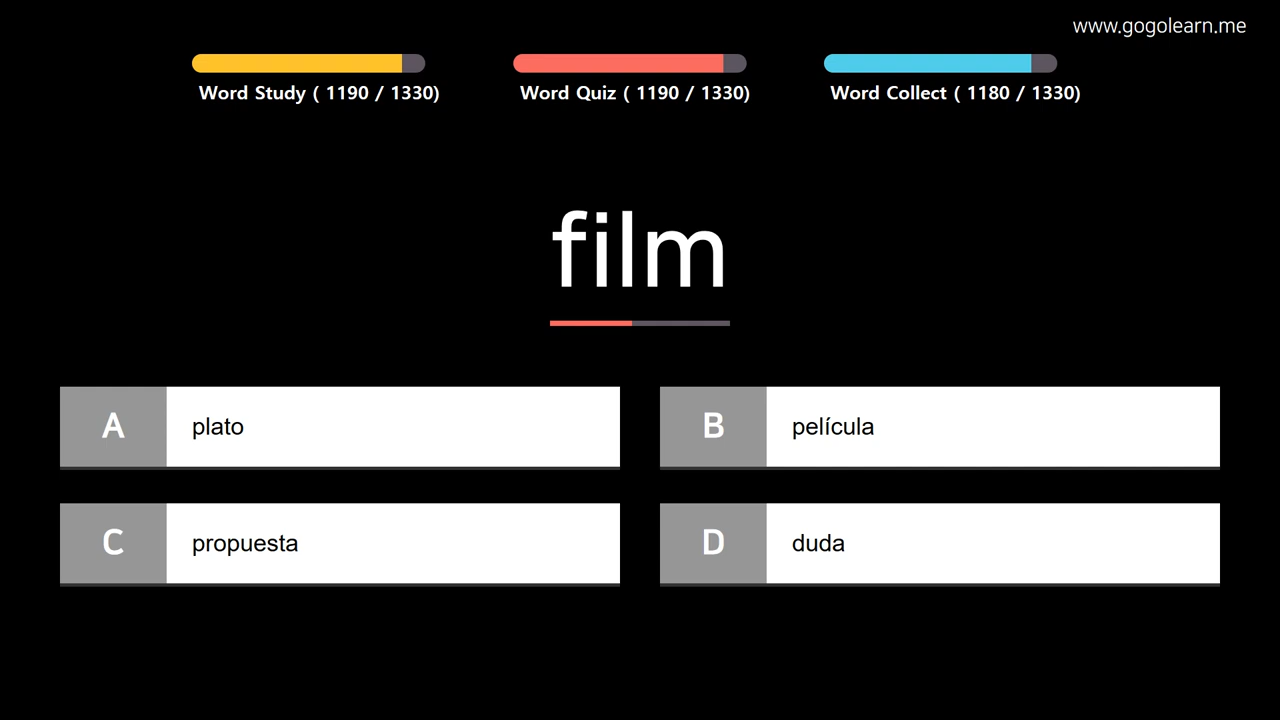 www.gogolearn.me
Word Study ( 1190 / 1330)
Word Quiz ( 1190 / 1330)
Word Collect ( 1180 / 1330)
film
A plato
B película
C propuesta
D duda